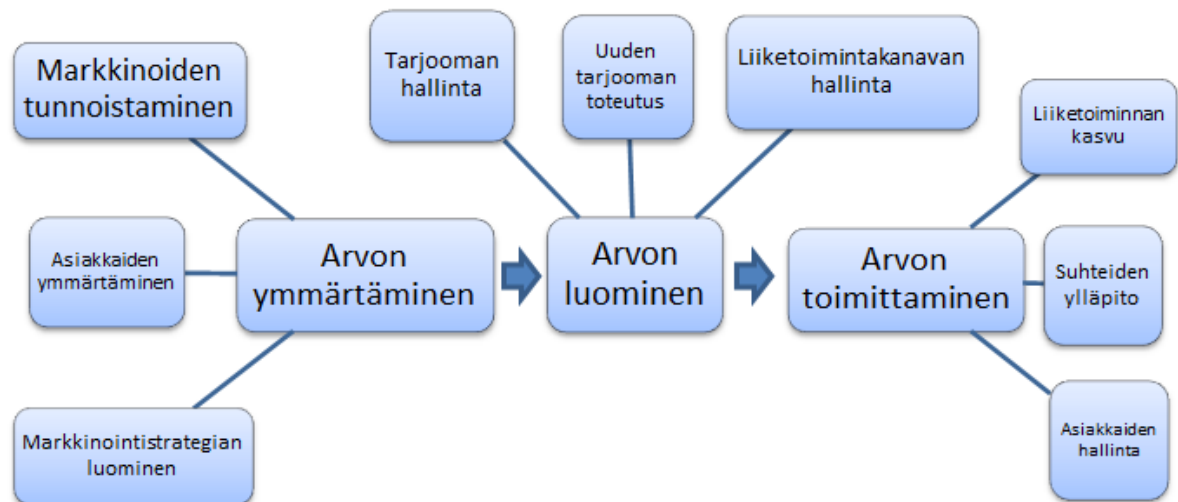 Markkinoiden
tunnoistaminen
Tarjooman
hallinta
Uuden
tarjooman
toteutus
Liiketoimintakanavan
hallinta
Liiketoiminnan
kasvu
Asiakkaiden
ymmärtäminen
Arvon
ymmärtäminen
Arvon
luominen
Arvon
toimittaminen
Suhteiden
ylläpito
Markkinointistrategian
luominen
Asiakkaiden
hallinta